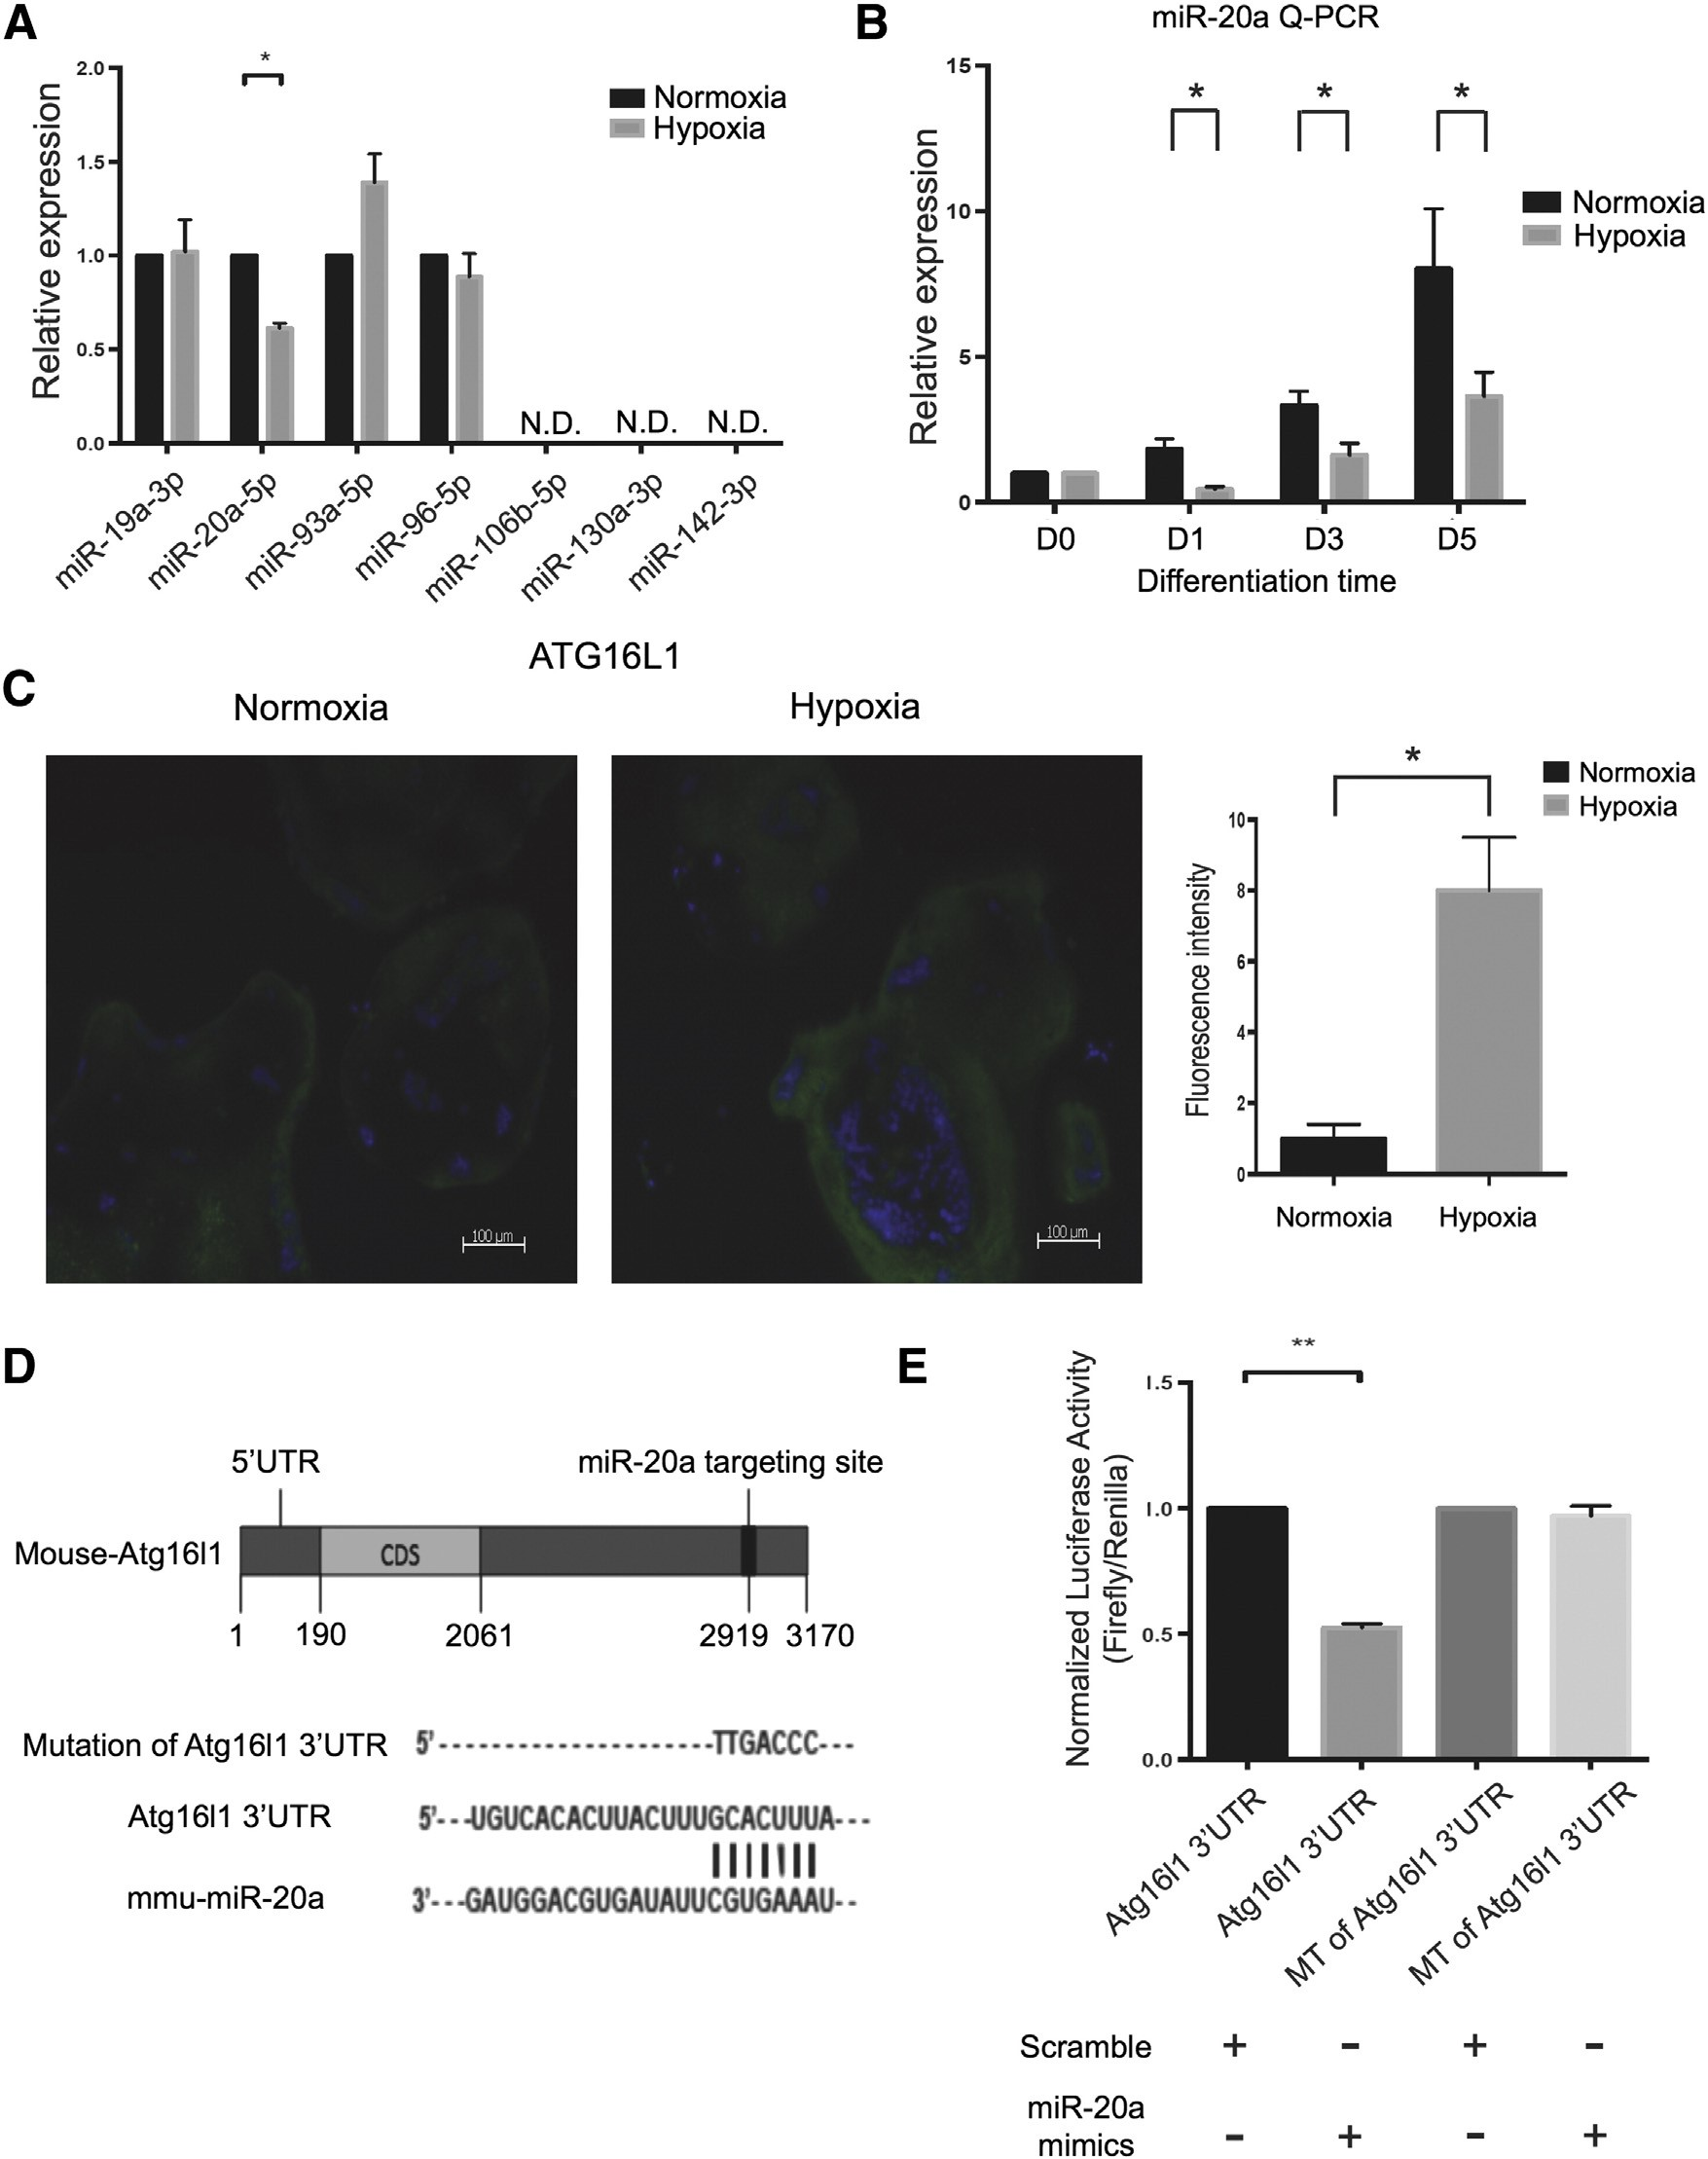 A
*
2.0
1.5
1.0
0.5
0.0
Relative expression
Normoxia
Hypoxia
N.D.
N.D.
N.D.
miR-19a-3p
miR-20a-5p
miR-93a-5p
miR-96-5p
miR-106b-5p
miR-130a-3p
miR-142-3p
B
miR-20a Q-PCR
15
10
5
0
Relative expression
*
*
*
Normoxia
Hypoxia
D0
D1
D3
D5
Differentiation time
C
ATG16L1
Normoxia
Hypoxia
100 µm
100 µm
*
Normoxia
Hypoxia
10
8
6
4
2
0
Fluorescence intensity
Normoxia
Hypoxia
D
5'UTR
miR-20a targeting site
Mouse-Atg16l1
CDS
1
190
2061
2919
3170
Mutation of Atg16l1 3'UTR 5'---------------------TTGACCC---
Atg16l1 3'UTR 5'---UGUCACACUUACUUUGCACUUUA---
mmu-miR-20a 3'---GAUGGACGUGAUAUUCGUGAAAU--
E
**
1.5
1.0
0.5
0.0
Normalized Luciferase Activity
(Firefly/Renilla)
Atg16l1 3'UTR
Atg16l1 3'UTR
MT of Atg16l1 3'UTR
MT of Atg16l1 3'UTR
Scramble + - + -
miR-20a
mimics - + - +